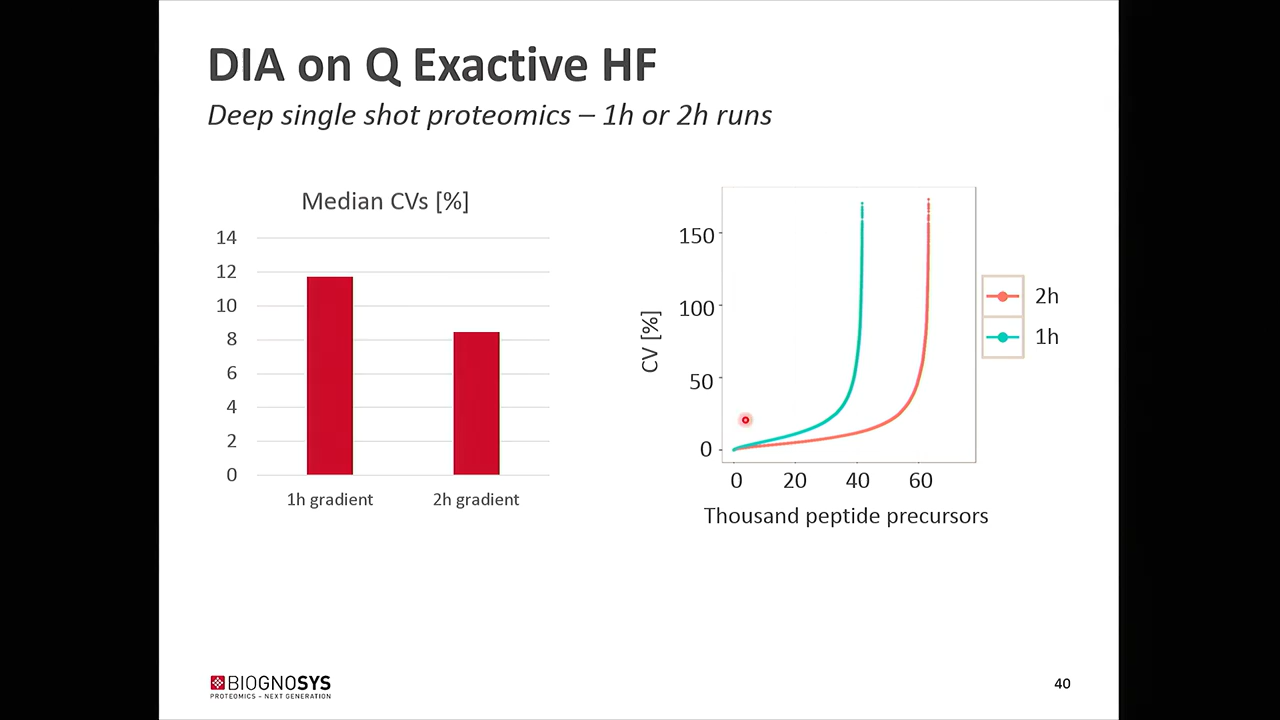 DIA on Q Exactive HF
Deep single shot proteomics – 1h or 2h runs
Median CVs [%]
14
12
10
8
6
4
2
0
1h gradient
2h gradient
CV [%]
150
100
50
0
0
20
40
60
Thousand peptide precursors
2h
1h
BIOGNOSYS
PROTEOMICS – NEXT GENERATION
40